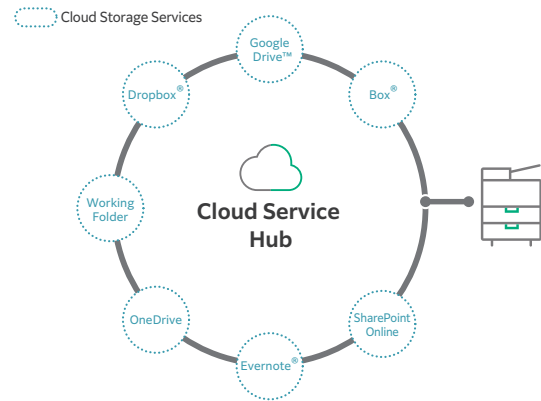 Cloud Storage Services
Google
Drive™
Dropbox®
Box®
Working
Folder
Cloud Service
Hub
OneDrive
SharePoint
Online
Evernote®